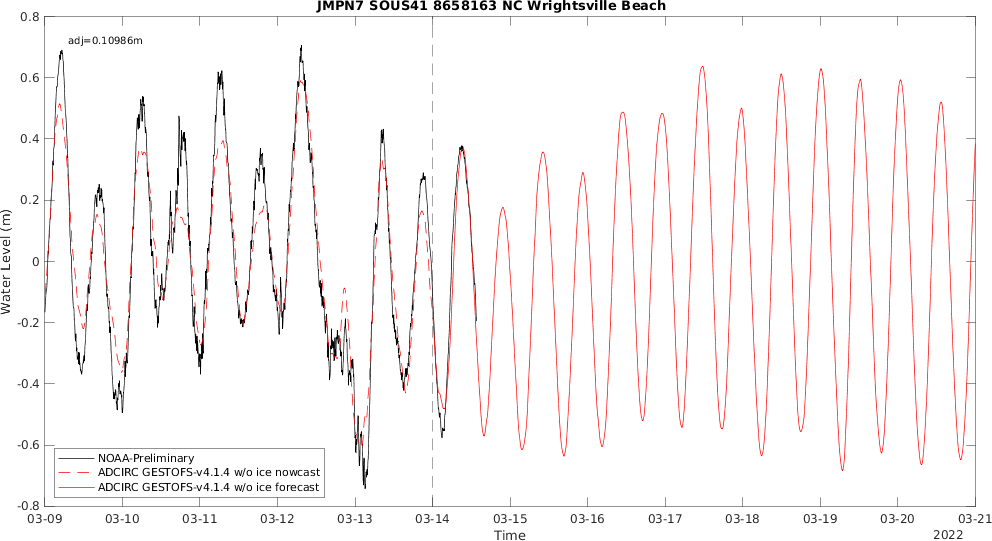 JMPN7 SOUS41 8658163 NC Wrightsville Beach
adj=0.10986m
0.8
0.6
0.4
0.2
0
-0.2
-0.4
-0.6
-0.8
Water Level (m)
NOAA-Preliminary
ADCIRC GESTOFS-v4.1.4 w/o ice nowcast
ADCIRC GESTOFS-v4.1.4 w/o ice forecast
03-09 03-10 03-11 03-12 03-13 03-14 03-15 03-16 03-17 03-18 03-19 03-20 03-21
Time
2022